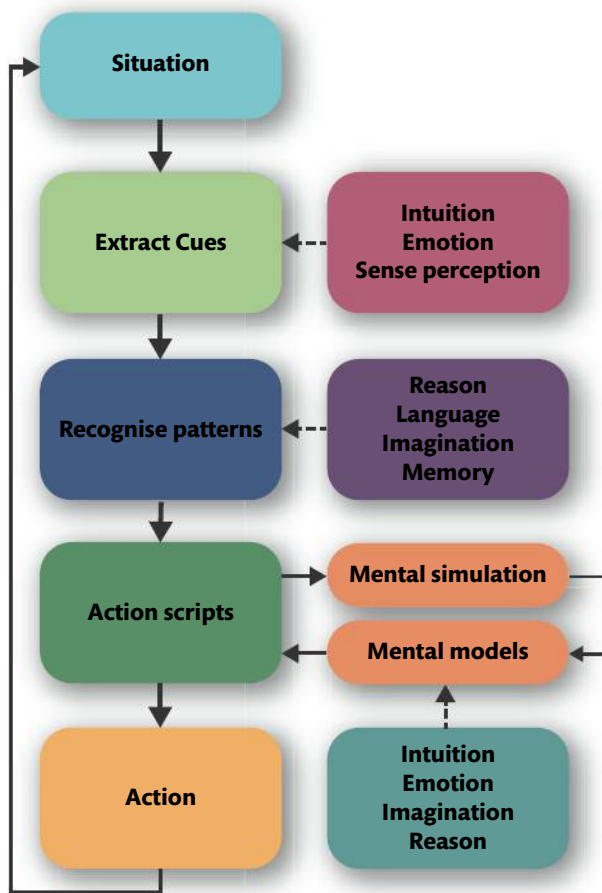 Situation
Extract Cues
Intuition
Emotion
Sense perception
Recognise patterns
Reason
Language
Imagination
Memory
Action scripts
Mental simulation
Mental models
Action
Intuition
Emotion
Imagination
Reason